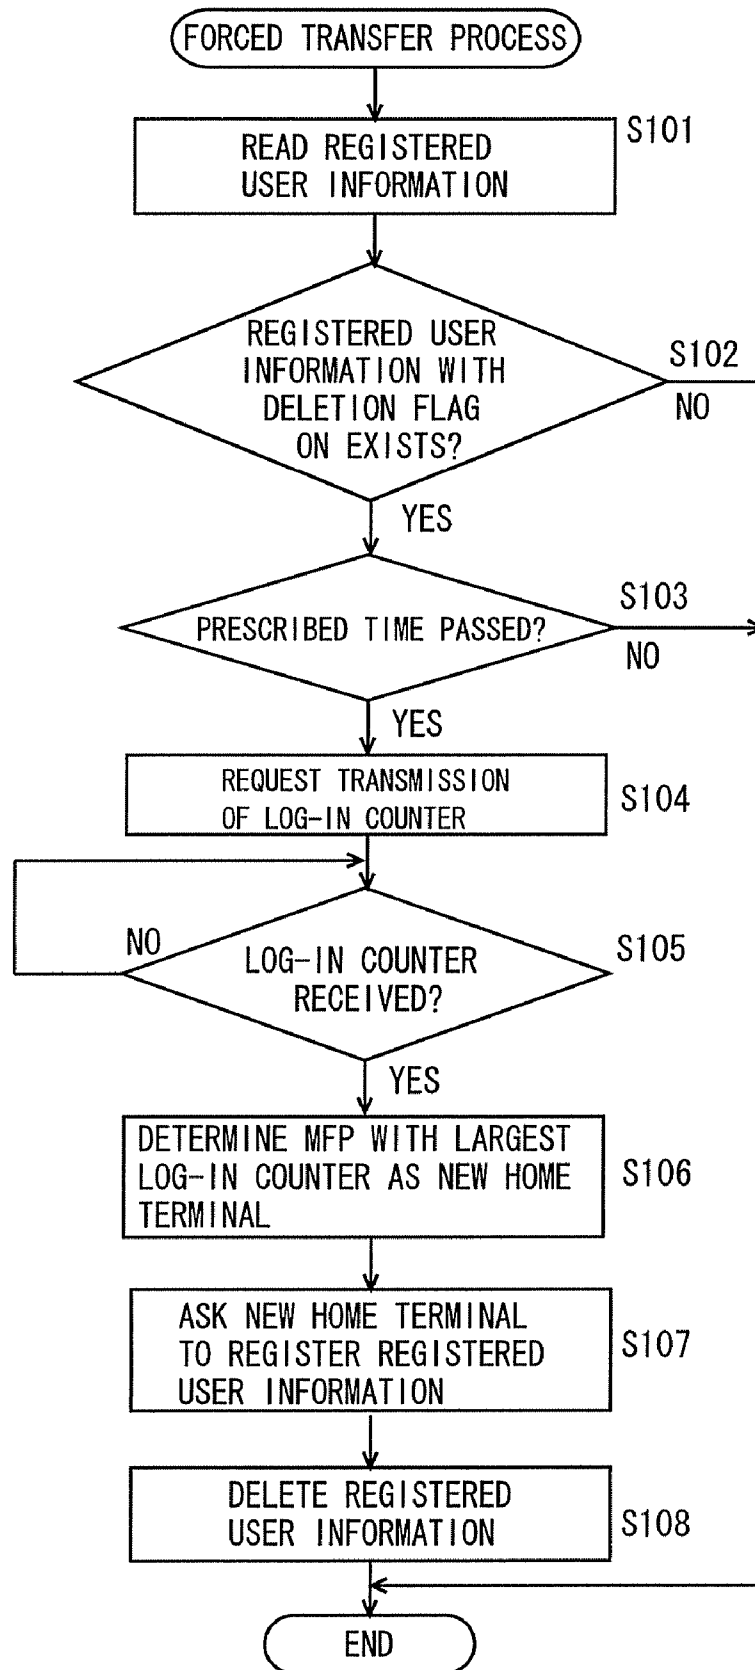 FORCED TRANSFER PROCESS
S101
READ REGISTERED
USER INFORMATION
REGISTERED USER
INFORMATION WITH
DELETION FLAG
ON EXISTS?
S102
NO
YES
PRESCRIBED TIME PASSED?
S103
NO
YES
REQUEST TRANSMISSION
OF LOG-IN COUNTER
S104
NO
LOG-IN COUNTER
RECEIVED?
S105
YES
DETERMINE MFP WITH LARGEST
LOG-IN COUNTER AS NEW HOME
TERMINAL
S106
ASK NEW HOME TERMINAL
TO REGISTER REGISTERED
USER INFORMATION
S107
DELETE REGISTERED
USER INFORMATION
S108
END